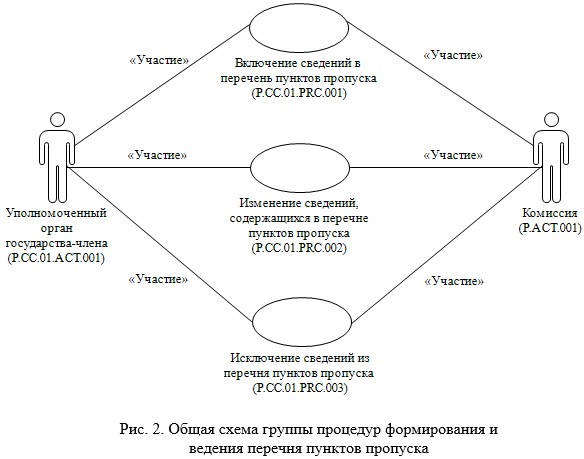 «Участие»
«Участие»
Включение сведений в
перечень пунктов пропуска
(P.CC.01.PRC.001)
«Участие»
«Участие»
Уполномоченный
орган
государства-члена
(P.CC.01.ACT.001)
Изменение сведений,
содержащихся в перечне
пунктов пропуска
(P.CC.01.PRC.002)
Комиссия
(P.ACT.001)
«Участие»
«Участие»
Исключение сведений из
перечня пунктов пропуска
(P.CC.01.PRC.003)
Рис. 2. Общая схема группы процедур формирования и
ведения перечня пунктов пропуска